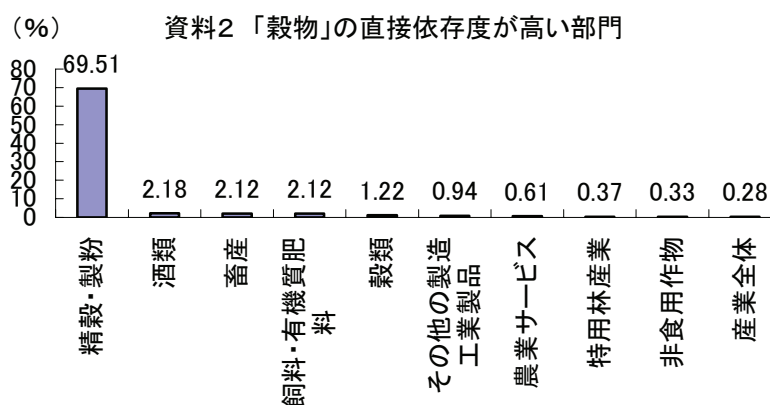 (%)
資料2 「穀物」の直接依存度が高い部門
69.51
2.18
2.12
2.12
1.22
0.94
0.61
0.37
0.33
0.28
80
70
60
50
40
30
20
10
0
精穀・製粉
酒類
畜産
飼料・有機質肥
料
穀類
その他の製造
工業製品
農業サービス
特用林産業
非食用作物
産業全体